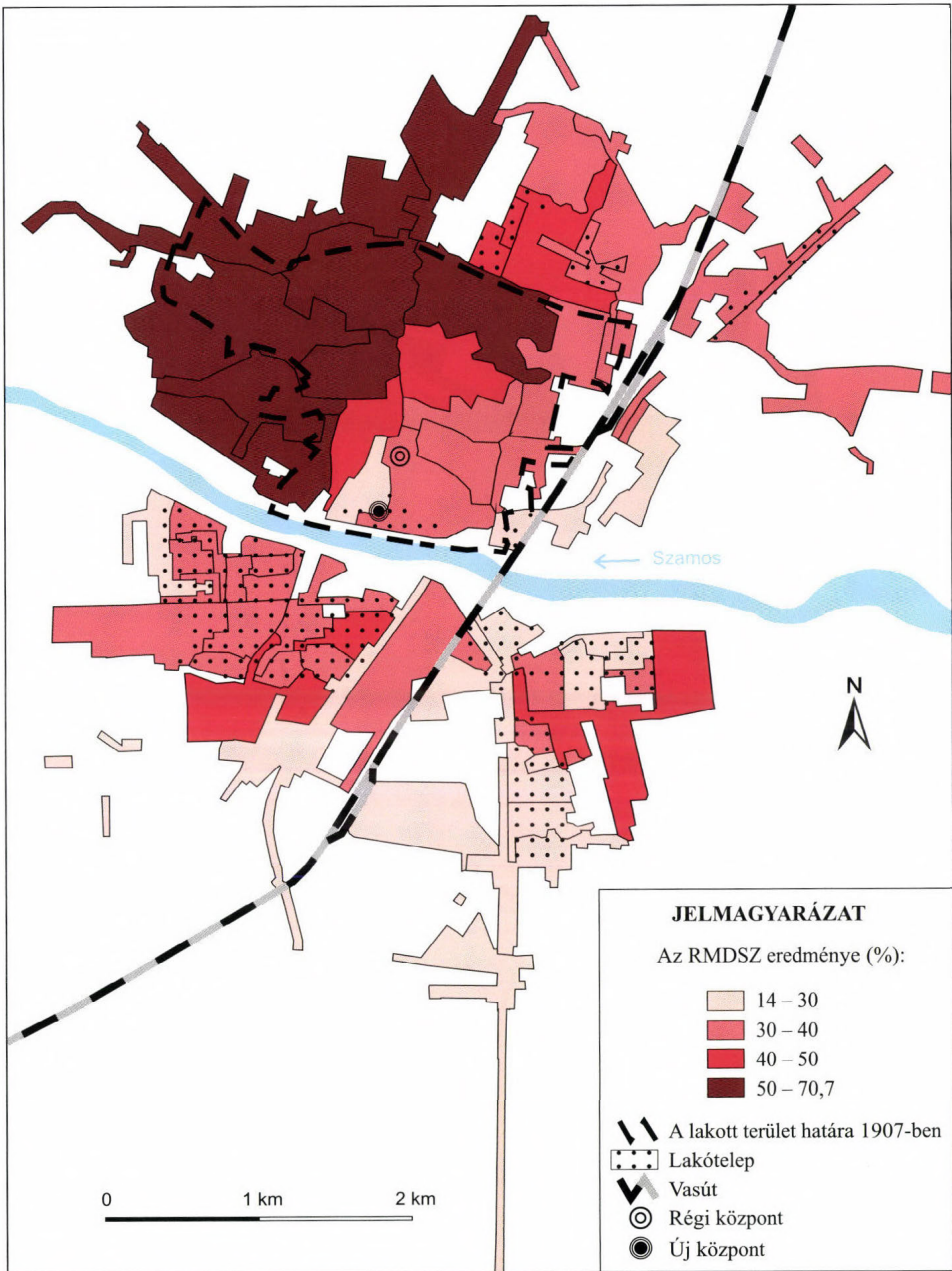 Szamos
N
JELMAGYARÁZAT
Az RMDSZ eredménye (%):
14 – 30
30 – 40
40 – 50
50 – 70,7
A lakott terület határa 1907-ben
Lakótelep
Vasút
Régi központ
Új központ
0 1 km 2 km